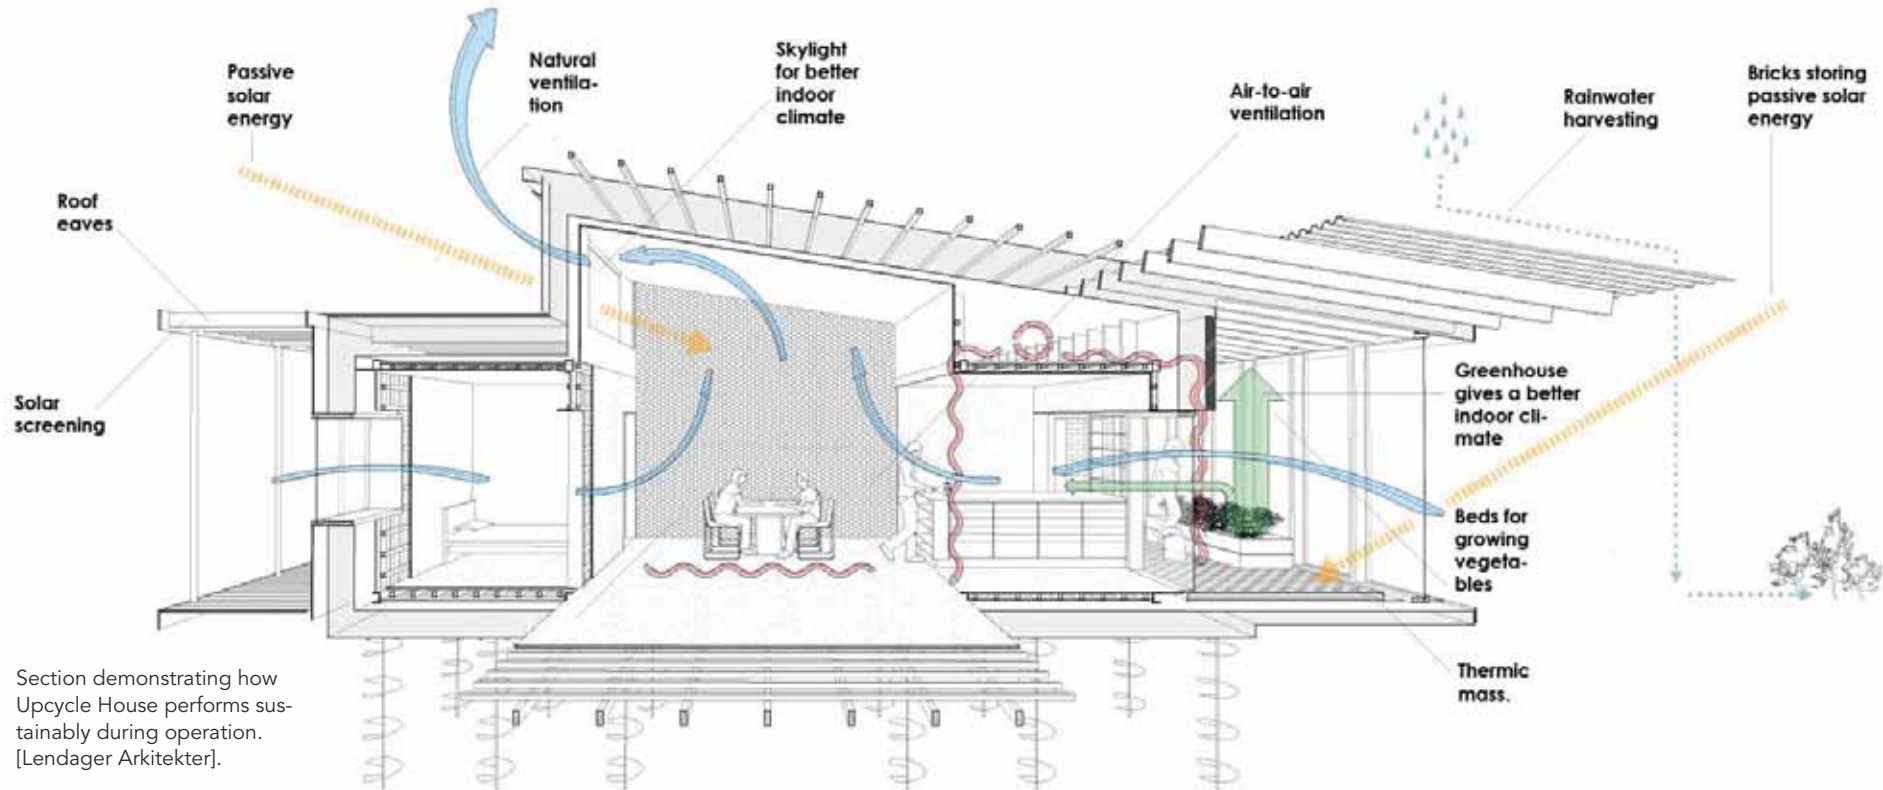 Passive
solar
energy
Natural
ventila-
tion
Skylight
for better
indoor
climate
Air-to-air
ventilation
Rainwater
harvesting
Bricks storing
passive solar
energy
Roof
eaves
Solar
screening
Greenhouse
gives a better
indoor cli-
mate
Beds for
growing
vegeta-
bles
Thermic
mass.
Section demonstrating how
Upcycle House performs sus-
tainably during operation.
[Lendager Arkitekter].